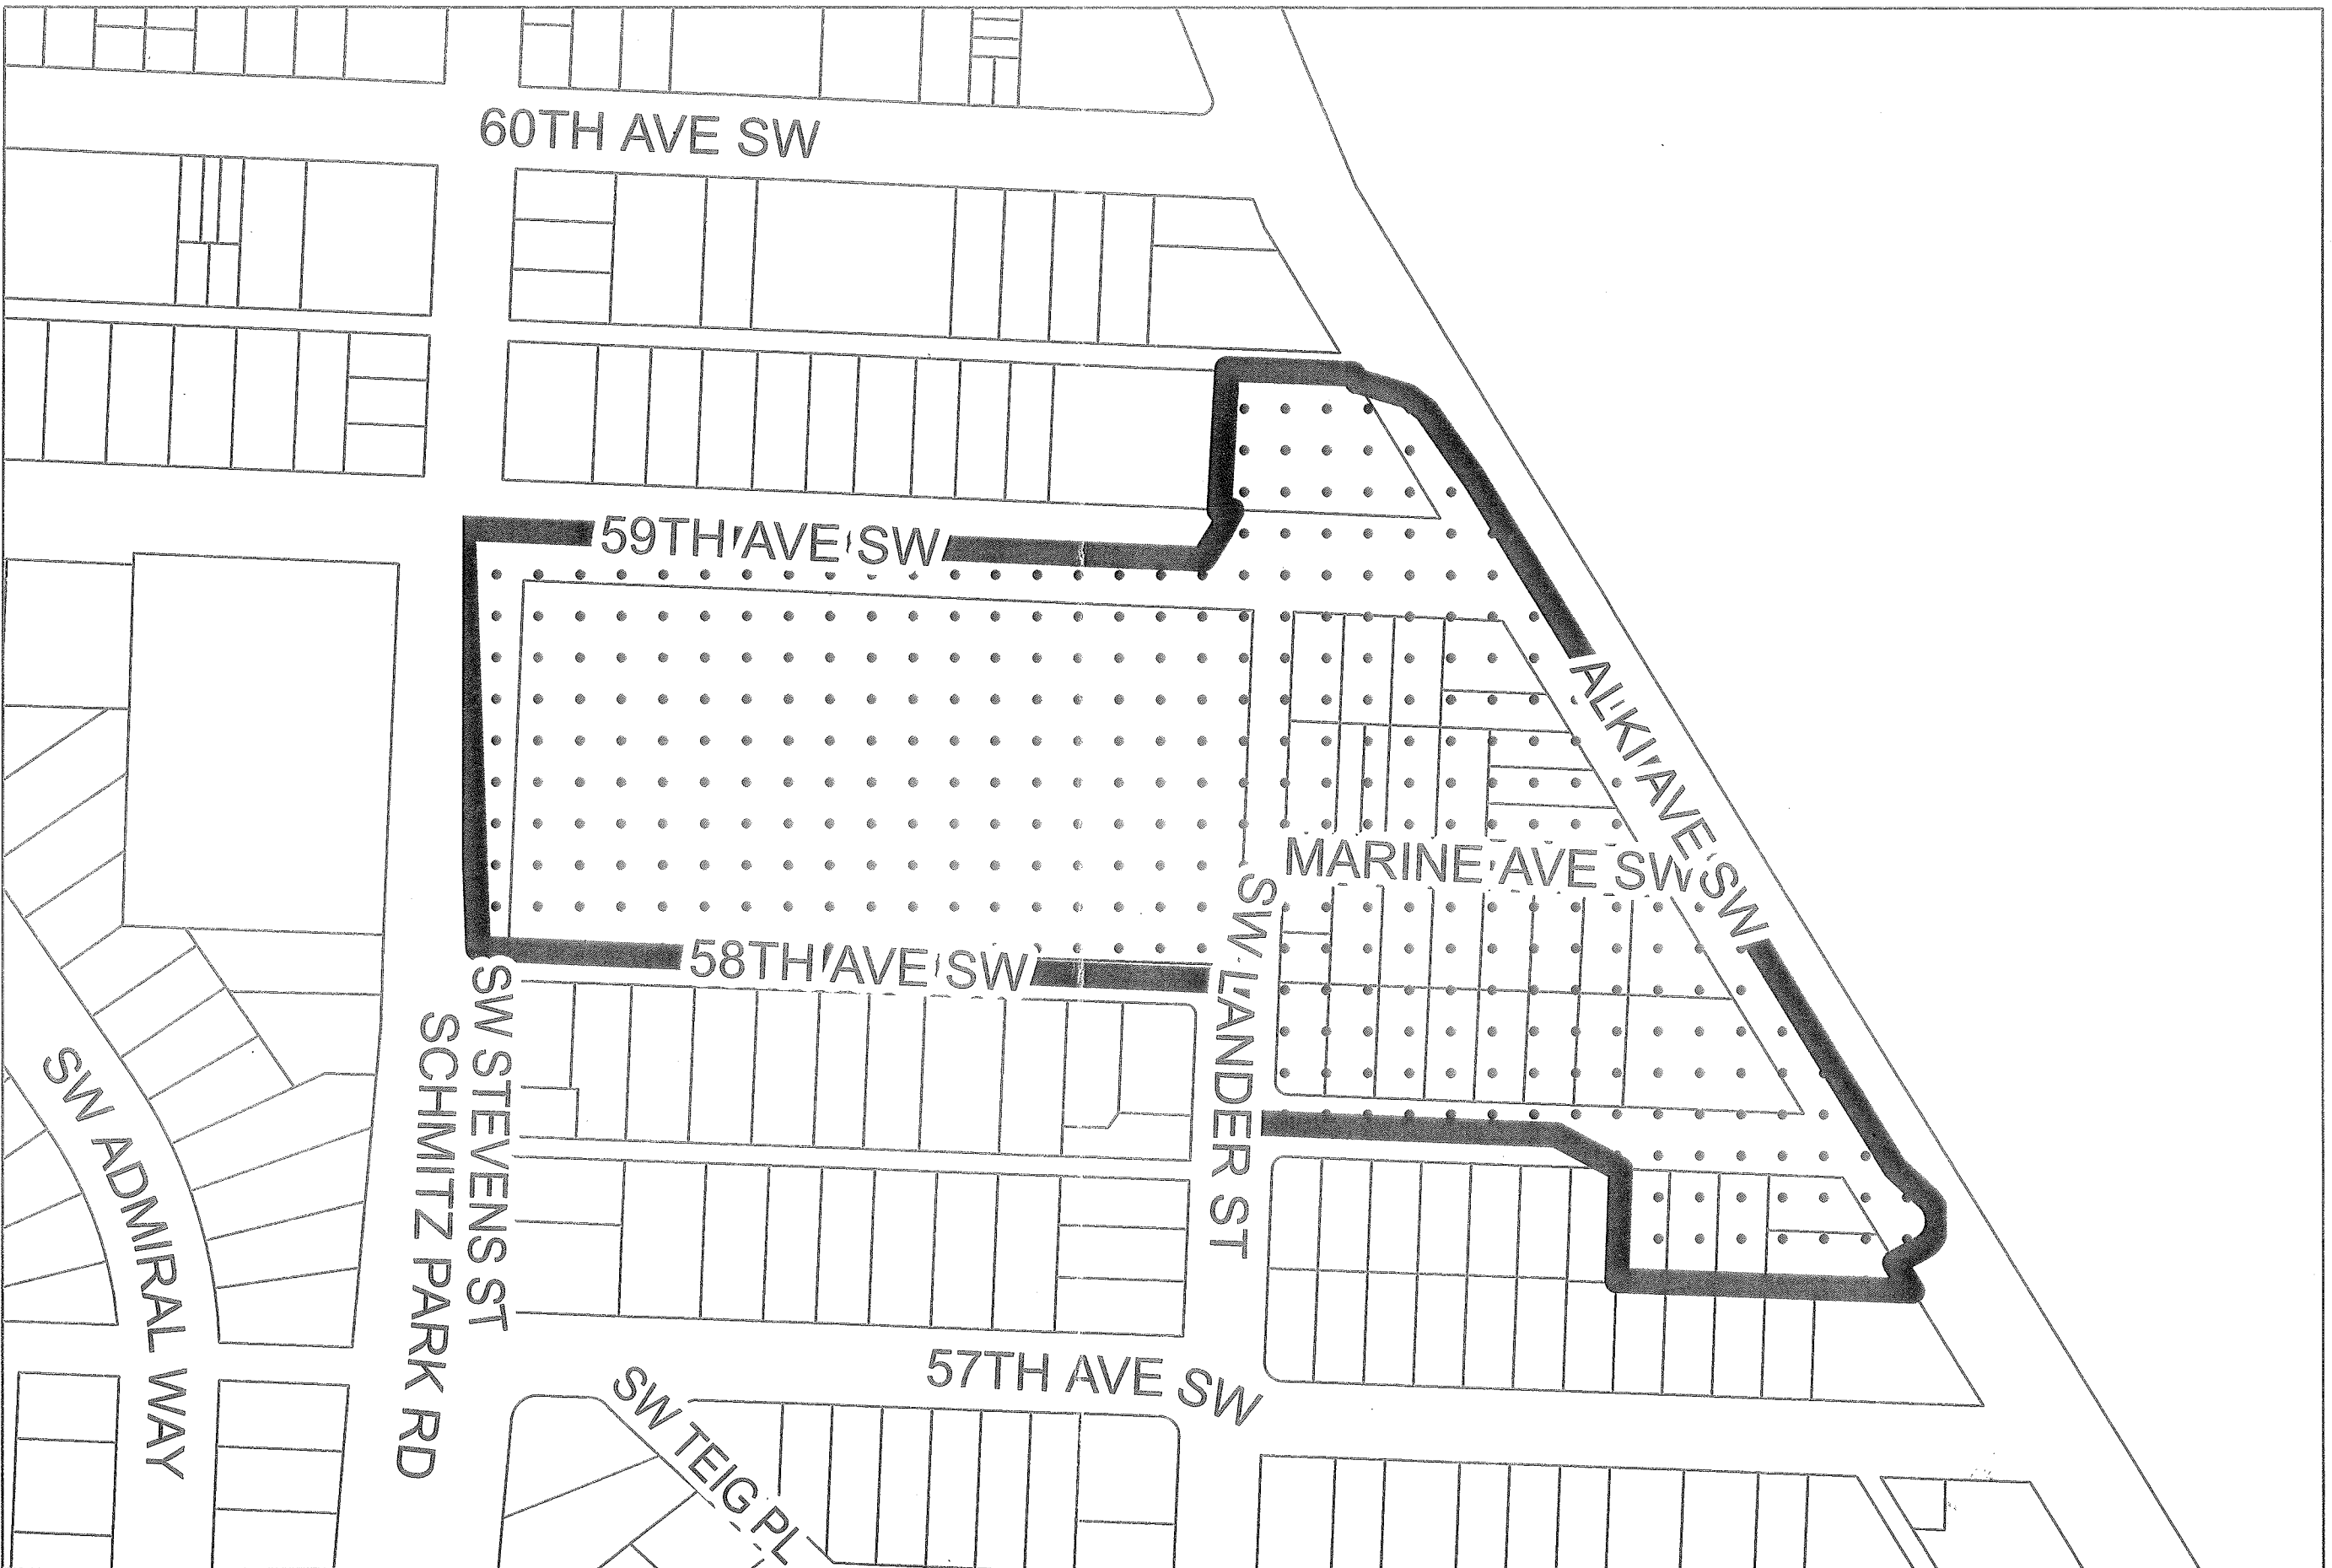 60TH AVE SW
59TH AVE SW
ALKI AVE SW
MARINE AVE SW
58TH AVE SW
SW LANDER ST
SW STEVENS ST
SCHMITZ PARK RD
SW ADMIRAL WAY
57TH AVE SW
SW TEIG PL